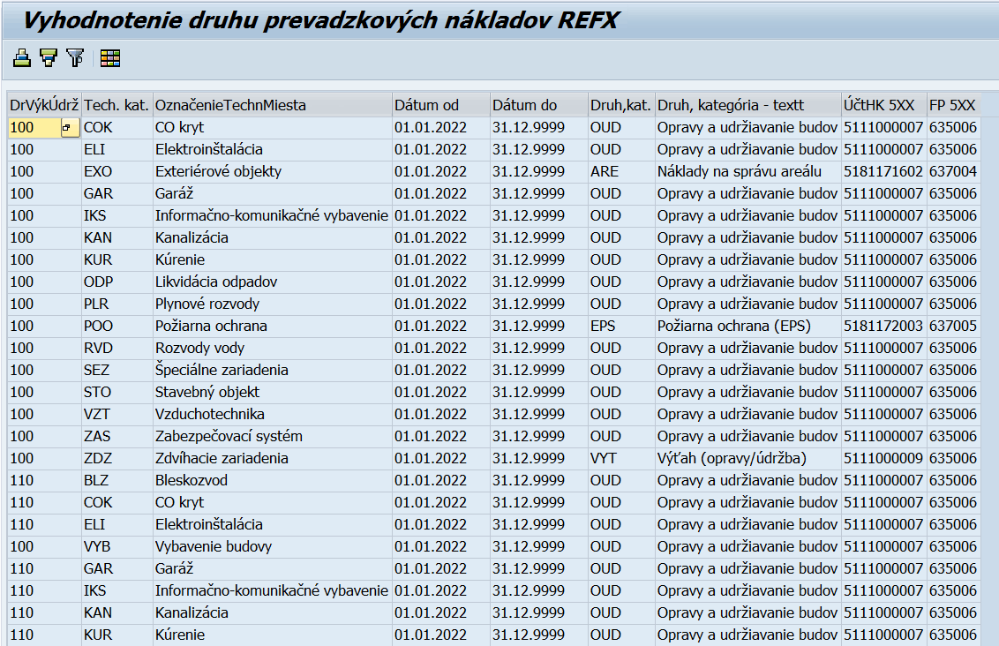 Vyhodnotenie druhu prevadzkových nákladov REFX
DrVýkÚdrž Tech. kat. OznačenieTechnMiesta Dátum od Dátum do Druh,kat. Druh, kategória - textt ÚčtHK 5XX FP 5XX
100 COK CO kryt 01.01.2022 31.12.9999 OUD Opravy a udržiavanie budov 5111000007 635006
100 ELI Elektroinštalácia 01.01.2022 31.12.9999 OUD Opravy a udržiavanie budov 5111000007 635006
100 EXO Exteriérové objekty 01.01.2022 31.12.9999 ARE Náklady na správu areálu 5181171602 637004
100 GAR Garáž 01.01.2022 31.12.9999 OUD Opravy a udržiavanie budov 5111000007 635006
100 IKS Informačno-komunikačné vybavenie 01.01.2022 31.12.9999 OUD Opravy a udržiavanie budov 5111000007 635006
100 KAN Kanalizácia 01.01.2022 31.12.9999 OUD Opravy a udržiavanie budov 5111000007 635006
100 KUR Kúrenie 01.01.2022 31.12.9999 OUD Opravy a udržiavanie budov 5111000007 635006
100 ODP Likvidácia odpadov 01.01.2022 31.12.9999 OUD Opravy a udržiavanie budov 5111000007 635006
100 PLR Plynové rozvody 01.01.2022 31.12.9999 OUD Opravy a udržiavanie budov 5111000007 635006
100 POO Požiarna ochrana 01.01.2022 31.12.9999 EPS Požiarna ochrana (EPS) 5181172003 637005
100 RVD Rozvody vody 01.01.2022 31.12.9999 OUD Opravy a udržiavanie budov 5111000007 635006
100 SEZ Špeciálne zariadenia 01.01.2022 31.12.9999 OUD Opravy a udržiavanie budov 5111000007 635006
100 STO Stavebný objekt 01.01.2022 31.12.9999 OUD Opravy a udržiavanie budov 5111000007 635006
100 VZT Vzduchotechnika 01.01.2022 31.12.9999 OUD Opravy a udržiavanie budov 5111000007 635006
100 ZAS Zabezpečovací systém 01.01.2022 31.12.9999 OUD Opravy a udržiavanie budov 5111000007 635006
100 ZDZ Zdvíhacie zariadenia 01.01.2022 31.12.9999 VYT Výťah (opravy/údržba) 5111000009 635006
110 BLZ Bleskozvod 01.01.2022 31.12.9999 OUD Opravy a udržiavanie budov 5111000007 635006
110 COK CO kryt 01.01.2022 31.12.9999 OUD Opravy a udržiavanie budov 5111000007 635006
110 ELI Elektroinštalácia 01.01.2022 31.12.9999 OUD Opravy a udržiavanie budov 5111000007 635006
100 VYB Vybavenie budovy 01.01.2022 31.12.9999 OUD Opravy a udržiavanie budov 5111000007 635006
110 GAR Garáž 01.01.2022 31.12.9999 OUD Opravy a udržiavanie budov 5111000007 635006
110 IKS Informačno-komunikačné vybavenie 01.01.2022 31.12.9999 OUD Opravy a udržiavanie budov 5111000007 635006
110 KAN Kanalizácia 01.01.2022 31.12.9999 OUD Opravy a udržiavanie budov 5111000007 635006
110 KUR Kúrenie 01.01.2022 31.12.9999 OUD Opravy a udržiavanie budov 5111000007 635006